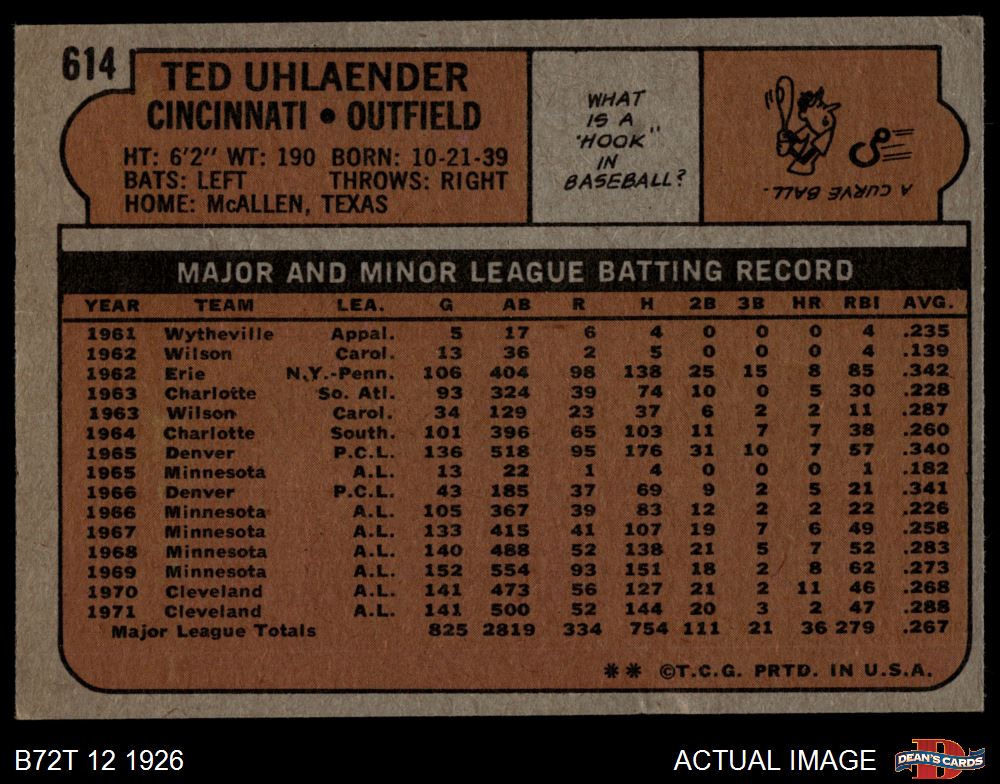 614
TED UHLAENDER
CINCINNATI • OUTFIELD
HT: 6'2" WT: 190 BORN: 10-21-39
BATS: LEFT THROWS: RIGHT
HOME: McALLEN, TEXAS
WHAT
IS A
"HOOK"
IN
BASEBALL?
A CURVE BALL.
MAJOR AND MINOR LEAGUE BATTING RECORD
YEAR TEAM LEA. G AB R H 2B 3B HR RBI AVG.
1961 Wytheville Appal. 5 17 6 4 0 0 0 4 .235
1962 Wilson Carol. 13 36 2 5 0 0 0 4 .139
1962 Erie N.Y.-Penn. 106 404 98 138 25 15 8 85 .342
1963 Charlotte So. Atl. 93 324 39 74 10 0 5 30 .228
1963 Wilson Carol. 34 129 23 37 6 2 2 11 .287
1964 Charlotte South. 101 396 65 103 11 7 7 38 .260
1965 Denver P.C.L. 136 518 95 176 31 10 7 57 .340
1965 Minnesota A.L. 13 22 1 4 0 0 0 1 .182
1966 Denver P.C.L. 43 185 37 69 9 2 5 21 .341
1966 Minnesota A.L. 105 367 39 83 12 2 2 22 .226
1967 Minnesota A.L. 133 415 41 107 19 7 6 49 .258
1968 Minnesota A.L. 140 488 52 138 21 5 7 52 .283
1969 Minnesota A.L. 152 554 93 151 18 2 8 62 .273
1970 Cleveland A.L. 141 473 56 127 21 2 11 46 .268
1971 Cleveland A.L. 141 500 52 144 20 3 2 47 .288
Major League Totals 825 2819 334 754 111 21 36 279 .267
** ©T.C.G. PRTD. IN U.S.A.
B72T 12 1926
ACTUAL IMAGE
DEAN'S CARDS